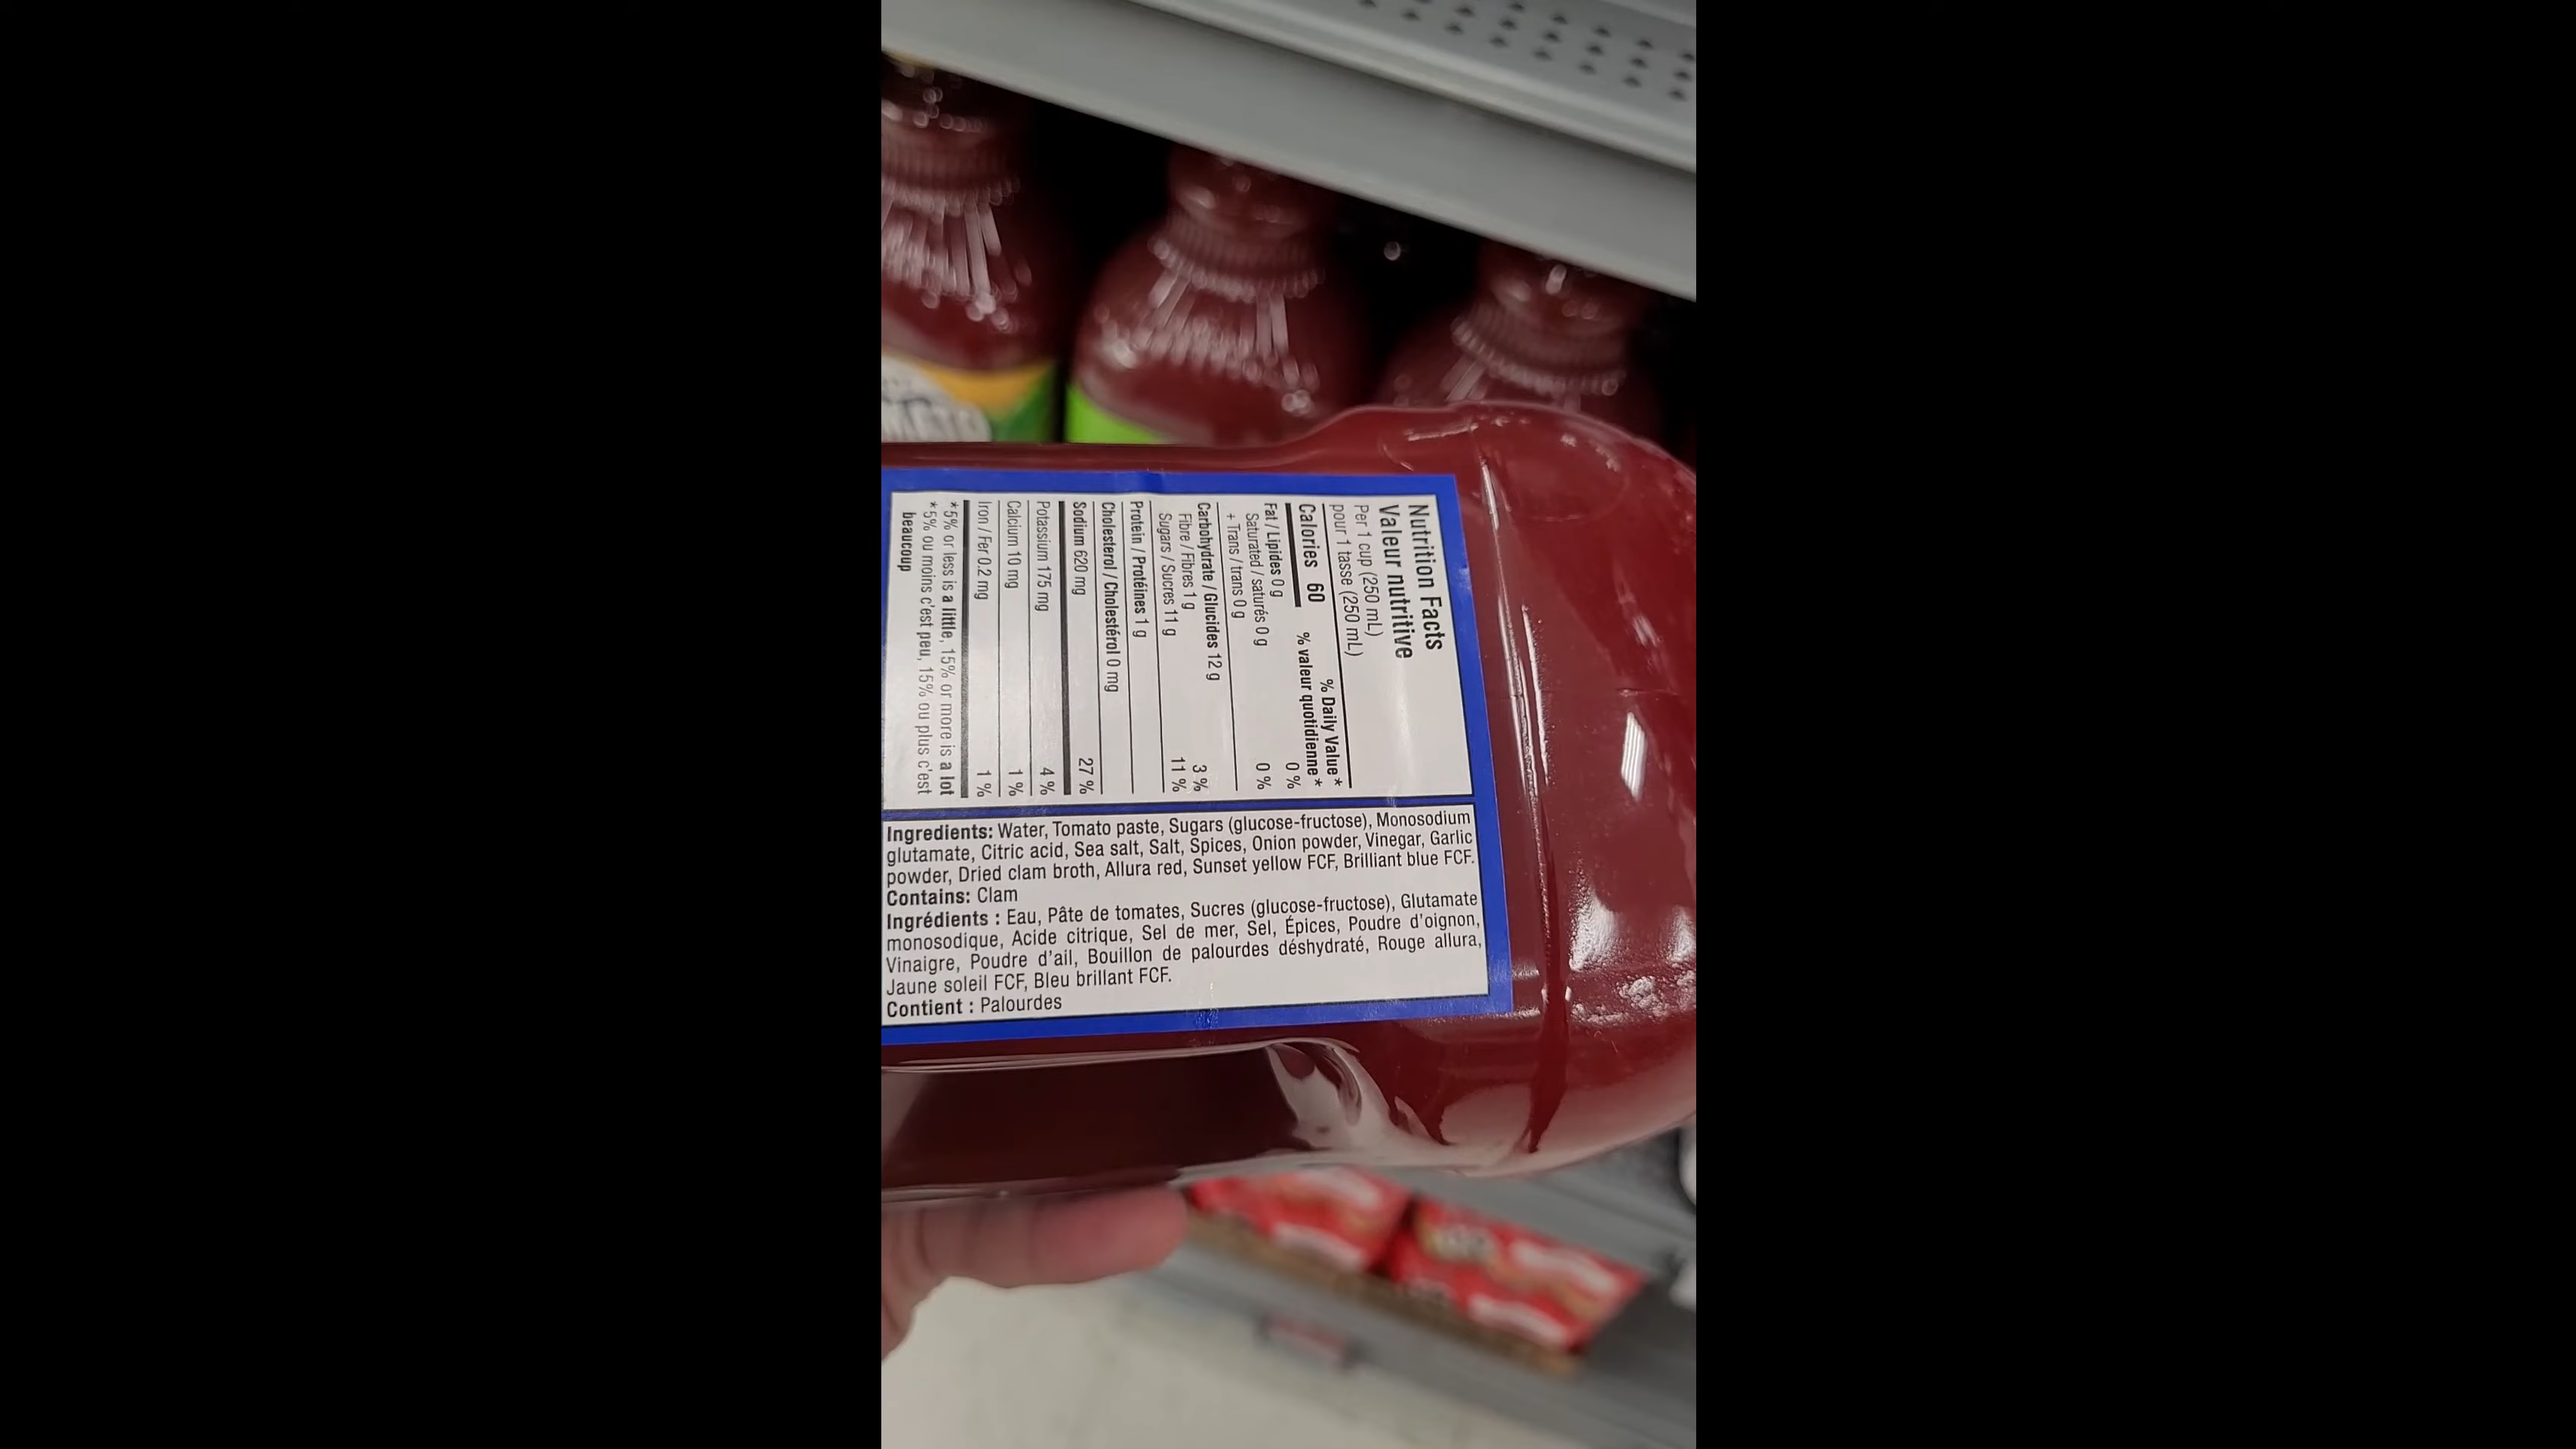 Nutrition Facts
Valeur nutritive
Per 1 cup (250 mL)
pour 1 tasse (250 mL)
% Daily Value*
Calories 60 % valeur quotidienne*
Fat / Lipides 0 g 0 %
Saturated / saturés 0 g
+ Trans / trans 0 g 0 %
Carbohydrate / Glucides 12 g
Fibre / Fibres 1 g 3 %
Sugars / Sucres 11 g 11 %
Protein / Protéines 1 g
Cholesterol / Cholestérol 0 mg
Sodium 620 mg 27 %
Potassium 175 mg 4 %
Calcium 10 mg 1 %
Iron / Fer 0.2 mg 1 %
*5% or less is a little, 15% or more is a lot
*5% ou moins c'est peu, 15% ou plus c'est
beaucoup
Ingredients: Water, Tomato paste, Sugars (glucose-fructose), Monosodium
glutamate, Citric acid, Sea salt, Salt, Spices, Onion powder, Vinegar, Garlic
powder, Dried clam broth, Allura red, Sunset yellow FCF, Brilliant blue FCF.
Contains: Clam
Ingrédients : Eau, Pâte de tomates, Sucres (glucose-fructose), Glutamate
monosodique, Acide citrique, Sel de mer, Sel, Épices, Poudre d'oignon,
Vinaigre, Poudre d'ail, Bouillon de palourdes déshydraté, Rouge allura,
Jaune soleil FCF, Bleu brillant FCF.
Contient : Palourdes